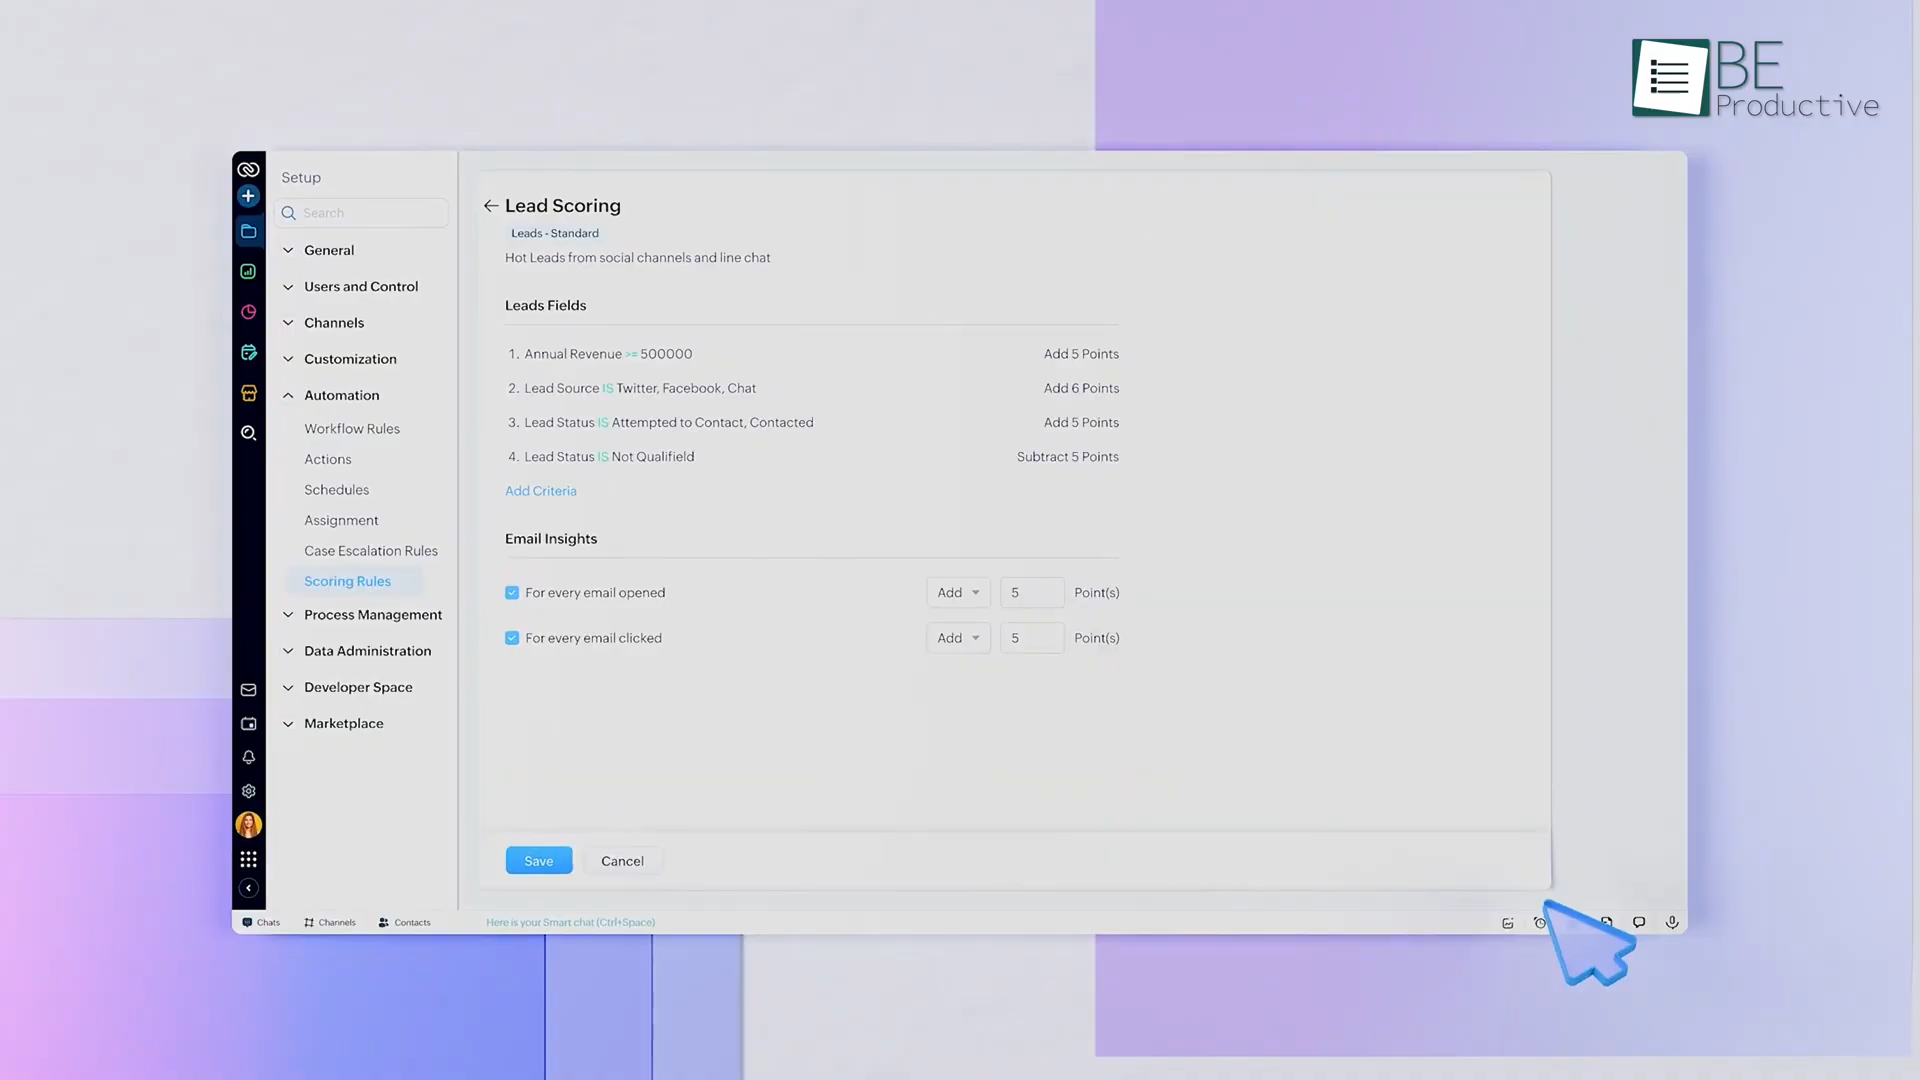 BE
Productive
Setup
Search
General
Users and Control
Channels
Customization
Automation
Workflow Rules
Actions
Schedules
Assignment
Case Escalation Rules
Scoring Rules
Process Management
Data Administration
Developer Space
Marketplace
Lead Scoring
Leads - Standard
Hot Leads from social channels and line chat
Leads Fields
1. Annual Revenue >= 500000 Add 5 Points
2. Lead Source IS Twitter, Facebook, Chat Add 6 Points
3. Lead Status IS Attempted to Contact, Contacted Add 5 Points
4. Lead Status IS Not Qualifield Subtract 5 Points
Add Criteria
Email Insights
For every email opened Add 5 Point(s)
For every email clicked Add 5 Point(s)
Save Cancel
Chats Channels Contacts Here is your Smart chat (Ctrl+Space)